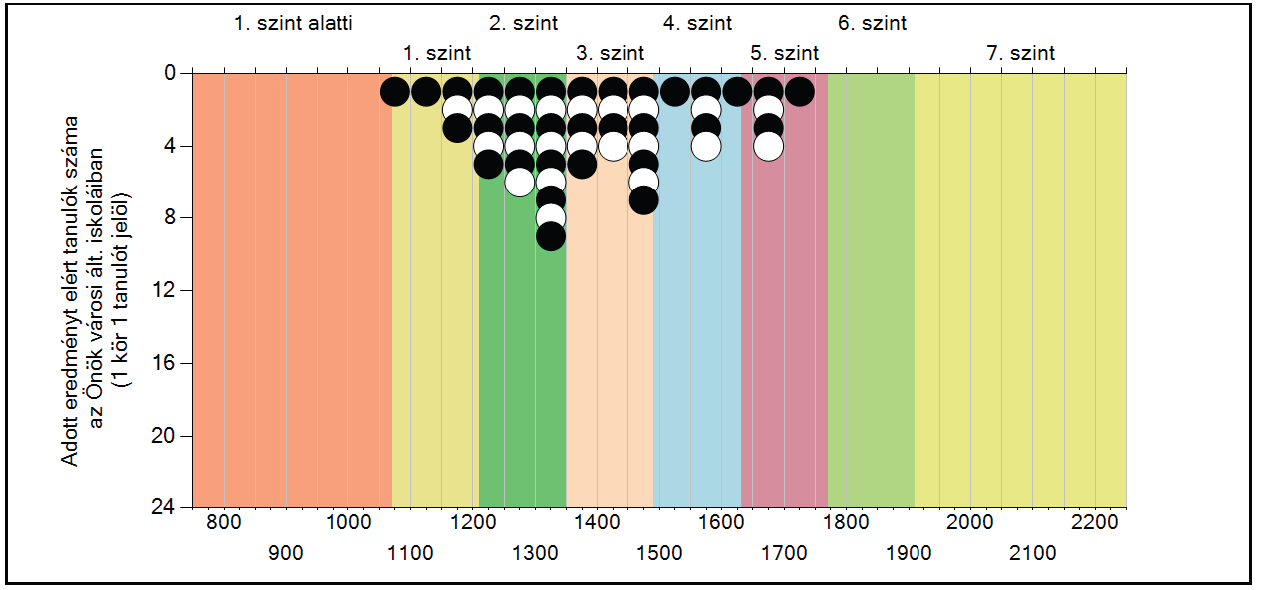 1. szint alatti 2. szint 4. szint 6. szint
1. szint 3. szint 5. szint 7. szint
0
4
8
12
16
20
24
Adott eredményt elért tanulók száma
az Önök városi ált. iskoláiban
(1 kör 1 tanulót jelöl)
800 1000 1200 1400 1600 1800 2000 2200
900 1100 1300 1500 1700 1900 2100